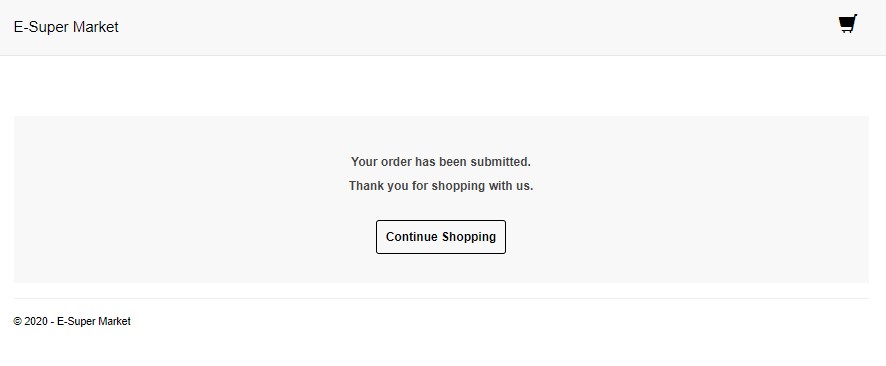 E-Super Market
Your order has been submitted.
Thank you for shopping with us.
Continue Shopping
© 2020 - E-Super Market